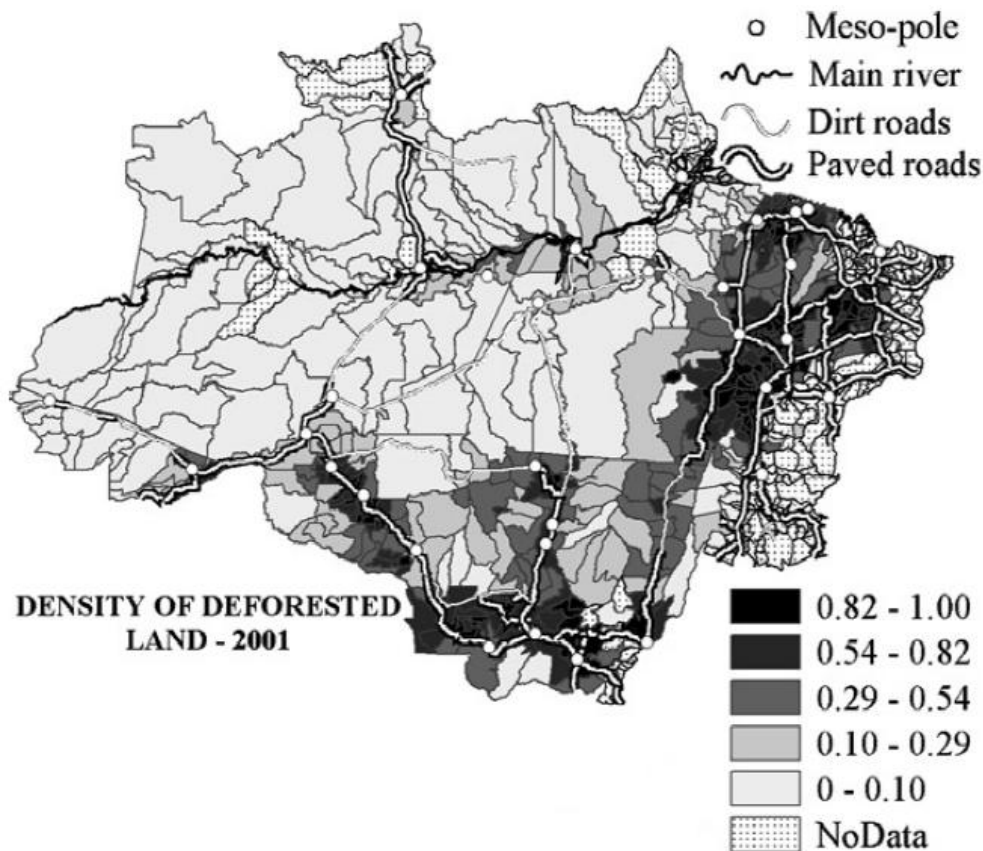 Meso-pole
Main river
Dirt roads
Paved roads
DENSITY OF DEFORESTED
LAND - 2001
0.82 - 1.00
0.54 - 0.82
0.29 - 0.54
0.10 - 0.29
0 - 0.10
NoData